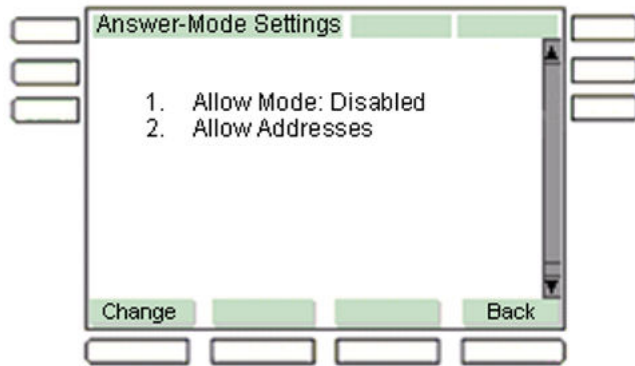 Answer-Mode Settings
1. Allow Mode: Disabled
2. Allow Addresses
Change Back